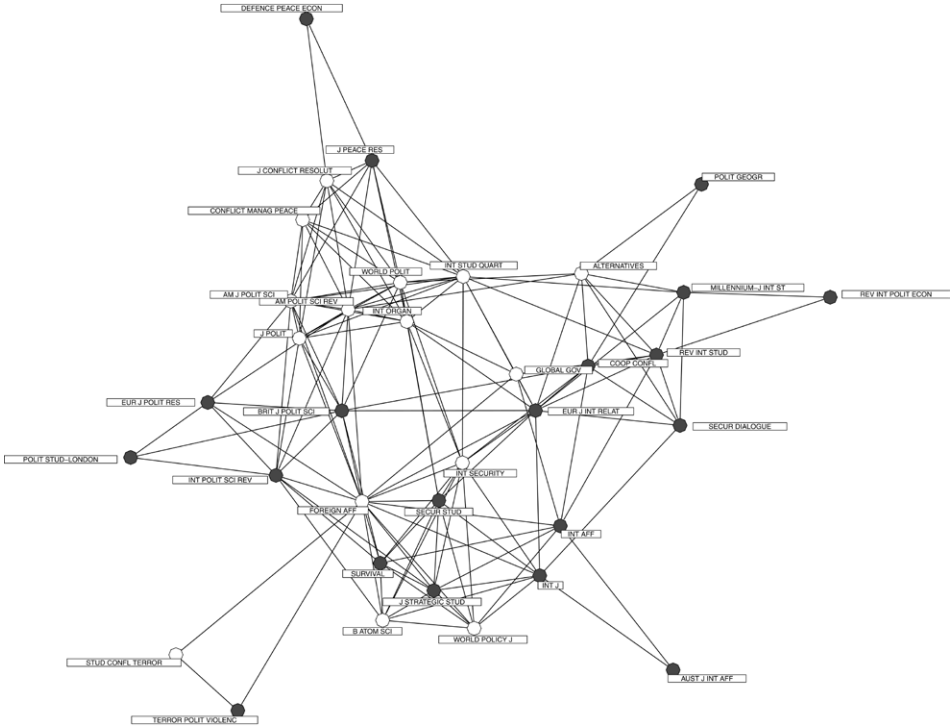 DEFENCE PEACE ECON
J PEACE RES
J CONFLICT RESOLUT
POLIT GEOGR
CONFLICT MANAG PEACE
WORLD POLIT
INT STUD QUART
ALTERNATIVES
AM J POLIT SCI
MILLENNIUM-J INT ST
REV INT POLIT ECON
AM POLIT SCI REV
INT ORGAN
J POLIT
REV INT STUD
COOP CONFL
GLOBAL GOV
EUR J POLIT RES
BRIT J POLIT SCI
EUR J INT RELAT
SECUR DIALOGUE
POLIT STUD-LONDON
INT POLIT SCI REV
INT SECURITY
FOREIGN AFF
SECUR STUD
INT AFF
SURVIVAL
INT J
J STRATEGIC STUD
B ATOM SCI
WORLD POLICY J
STUD CONFL TERROR
AUST J INT AFF
TERROR POLIT VIOLENC